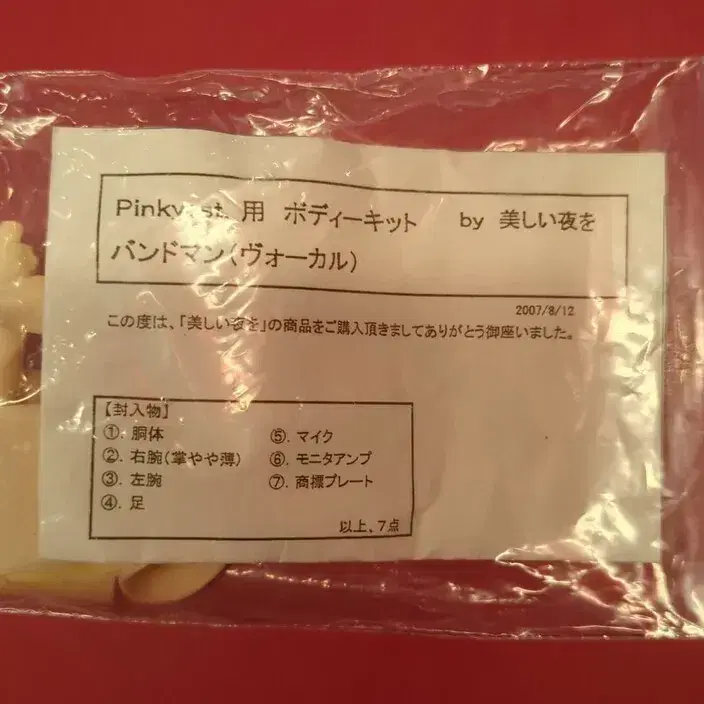 Pinkyst. 用 ボディーキット by 美しい夜を
バンドマン(ヴォーカル)
2007/8/12
この度は、「美しい夜を」の商品をご購入頂きましてありがとう御座いました。
【封入物】
①. 胴体
②. 右腕(掌やや薄)
③. 左腕
④. 足
⑤. マイク
⑥. モニタアンプ
⑦. 商標プレート
以上、7点